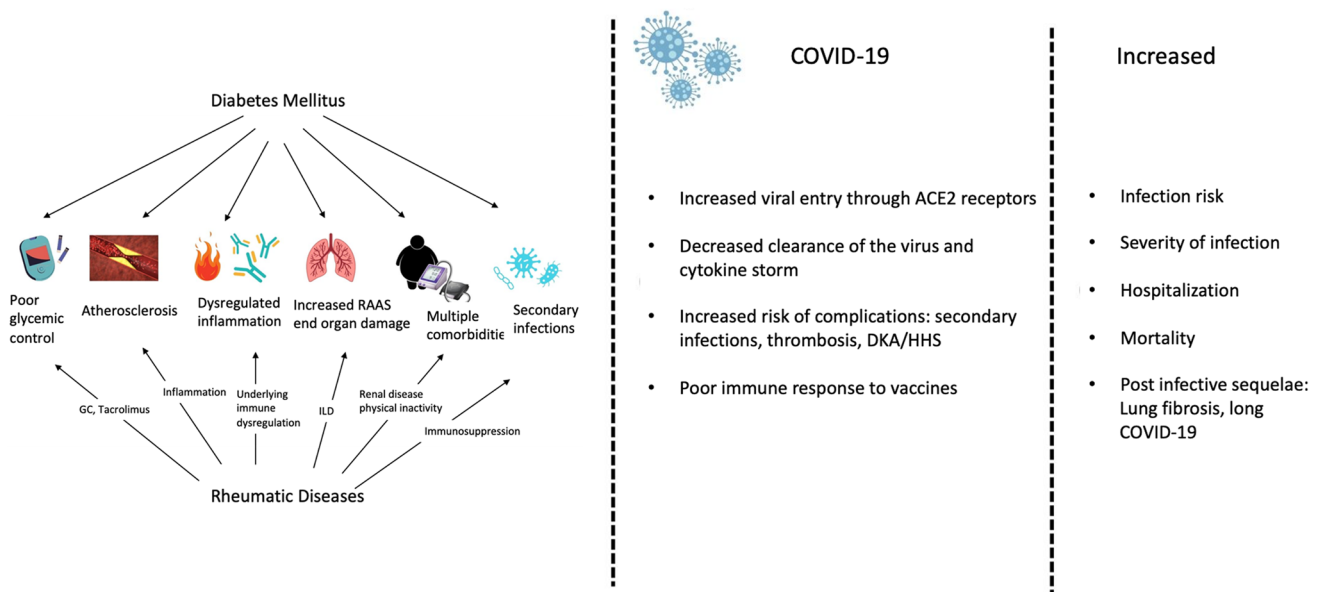 Diabetes Mellitus
Poor
glycemic
control
Atherosclerosis
Dysregulated
inflammation
Increased RAAS
end organ damage
Multiple
comorbiditie
Secondary
infections
GC, Tacrolimus
Inflammation
Underlying
immune
dysregulation
ILD
Renal disease
physical inactivity
Immunosuppression
Rheumatic Diseases
COVID-19
• Increased viral entry through ACE2 receptors
• Decreased clearance of the virus and
cytokine storm
• Increased risk of complications: secondary
infections, thrombosis, DKA/HHS
• Poor immune response to vaccines
Increased
• Infection risk
• Severity of infection
• Hospitalization
• Mortality
• Post infective sequelae:
Lung fibrosis, long
COVID-19